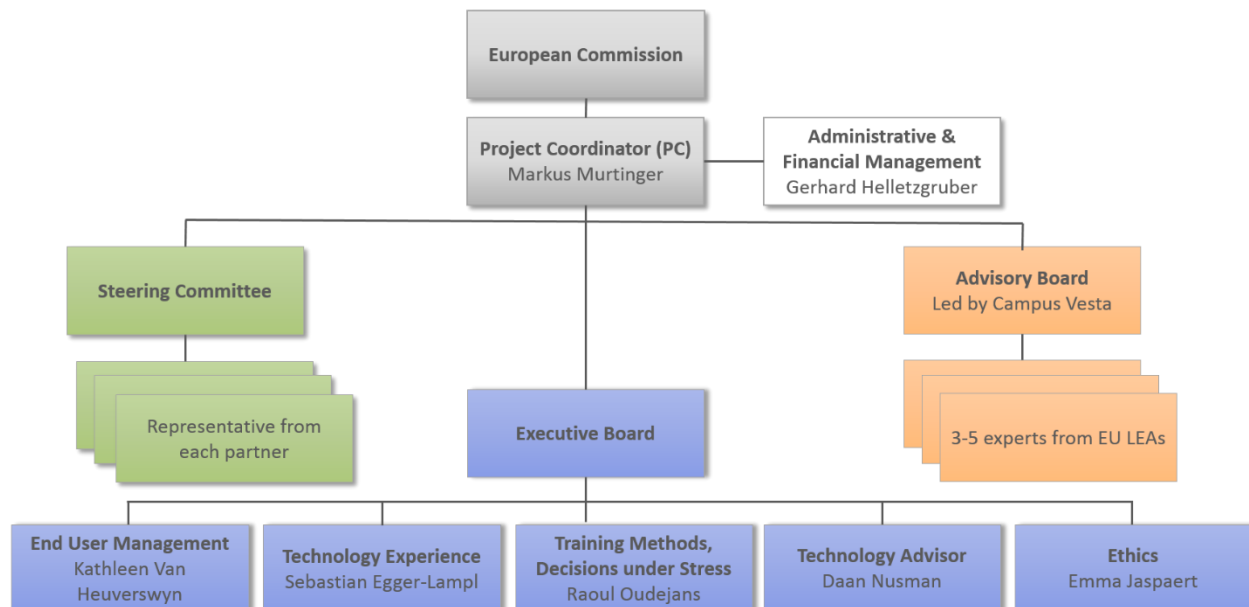 European Commission
Project Coordinator (PC)
Markus Murtinger
Administrative &
Financial Management
Gerhard Helletzgruber
Steering Committee
Advisory Board
Led by Campus Vesta
Representative from
each partner
Executive Board
3-5 experts from EU LEAs
End User Management
Kathleen Van
Heuverswyn
Technology Experience
Sebastian Egger-Lampl
Training Methods,
Decisions under Stress
Raoul Oudejans
Technology Advisor
Daan Nusman
Ethics
Emma Jaspaert